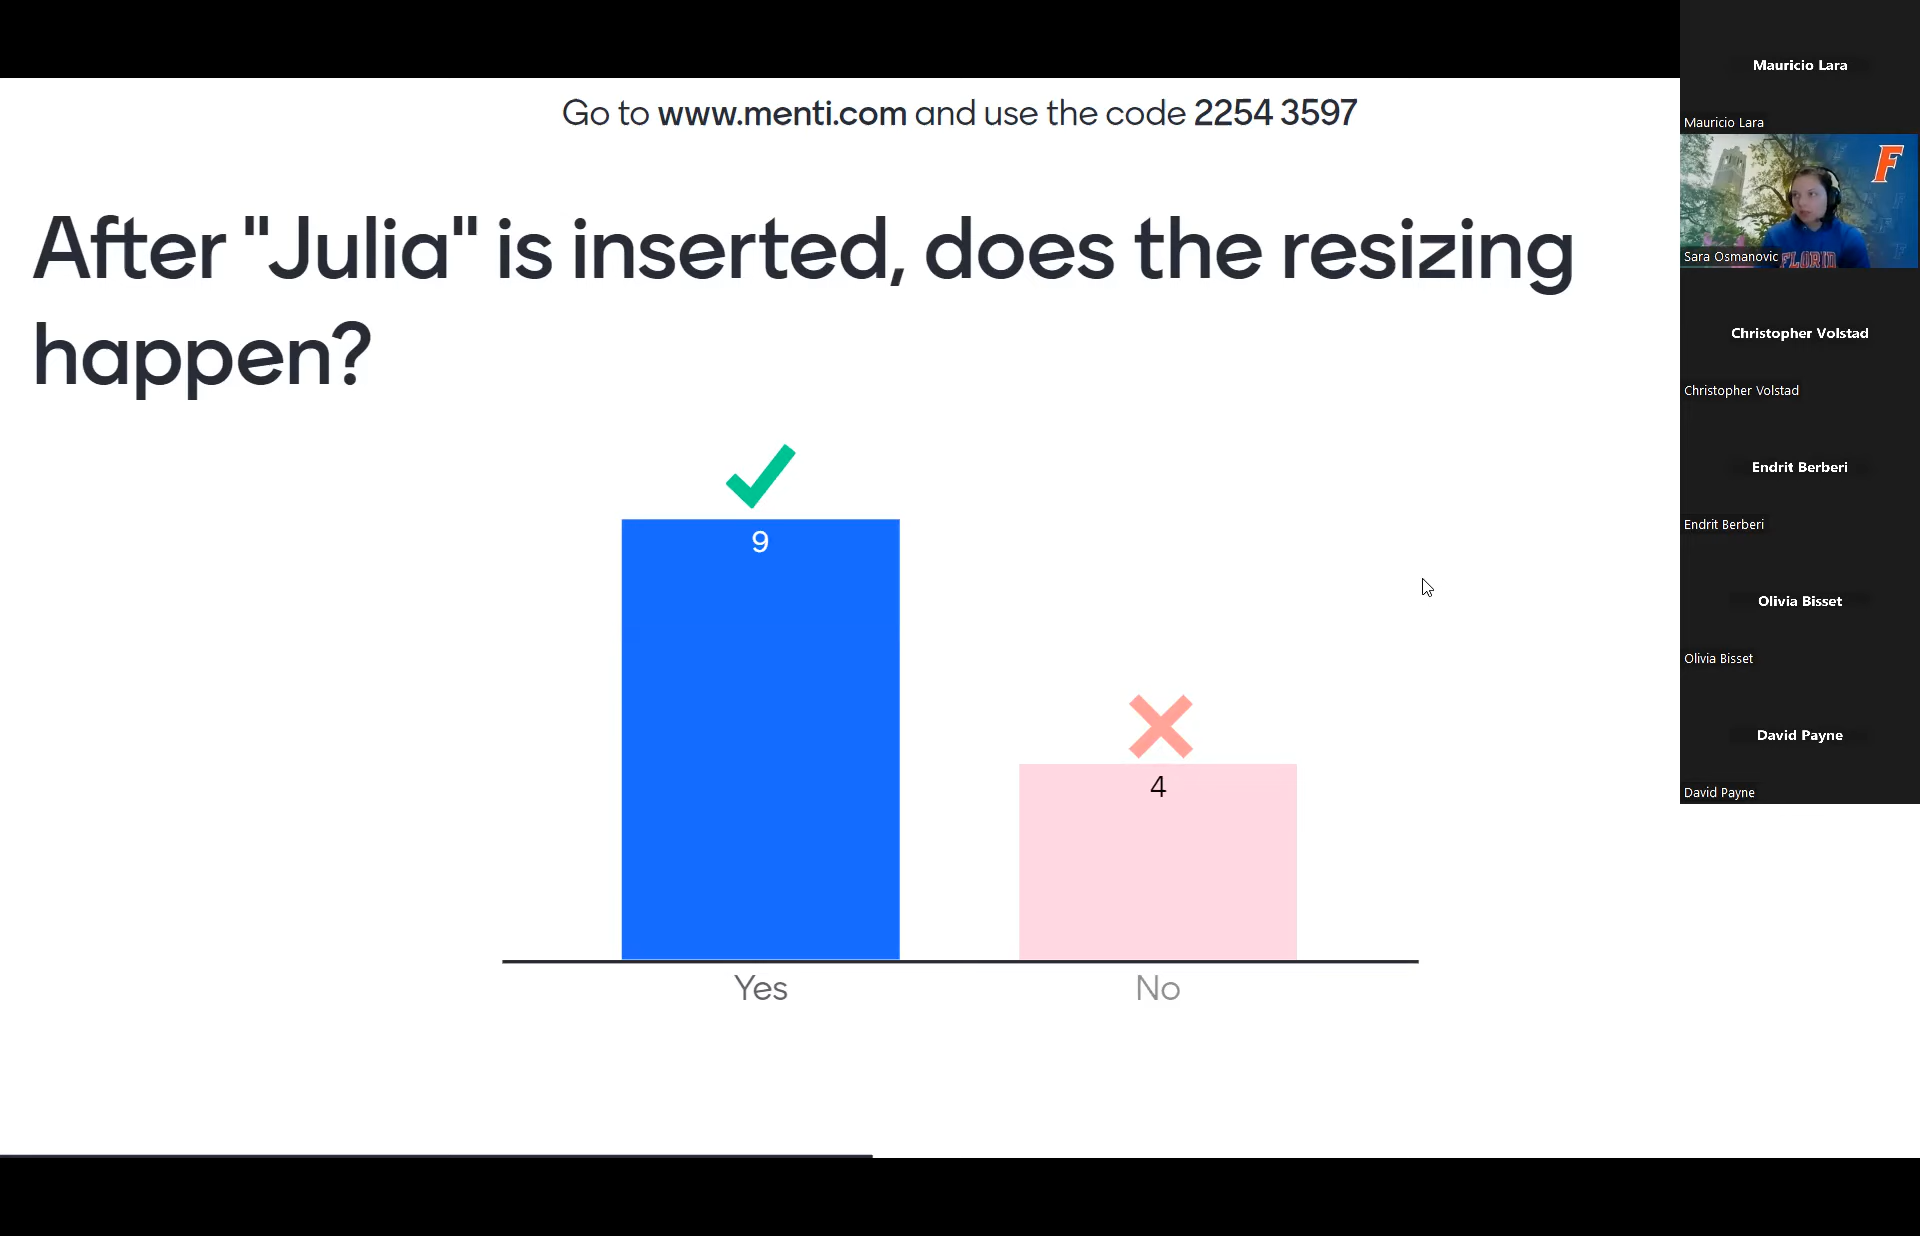 Go to www.menti.com and use the code 2254 3597
After "Julia" is inserted, does the resizing
happen?
9
4
Yes
No
Mauricio Lara
Mauricio Lara
F
FLORID
Sara Osmanovic
Christopher Volstad
Christopher Volstad
Endrit Berberi
Endrit Berberi
Olivia Bisset
Olivia Bisset
David Payne
David Payne